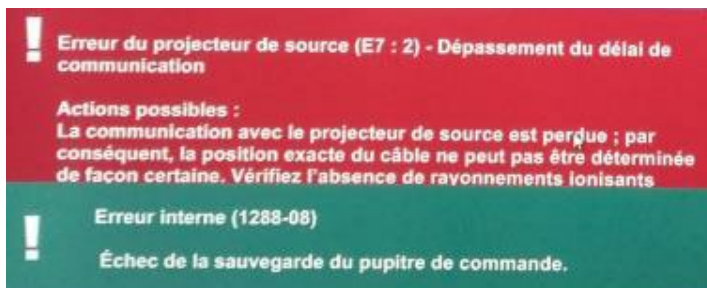 !
Erreur du projecteur de source (E7 : 2) - Dépassement du délai de
communication
Actions possibles :
La communication avec le projecteur de source est perdue ; par
conséquent, la position exacte du câble ne peut pas être déterminée
de façon certaine. Vérifiez l'absence de rayonnements ionisants
!
Erreur interne (1288-08)
Échec de la sauvegarde du pupitre de commande.